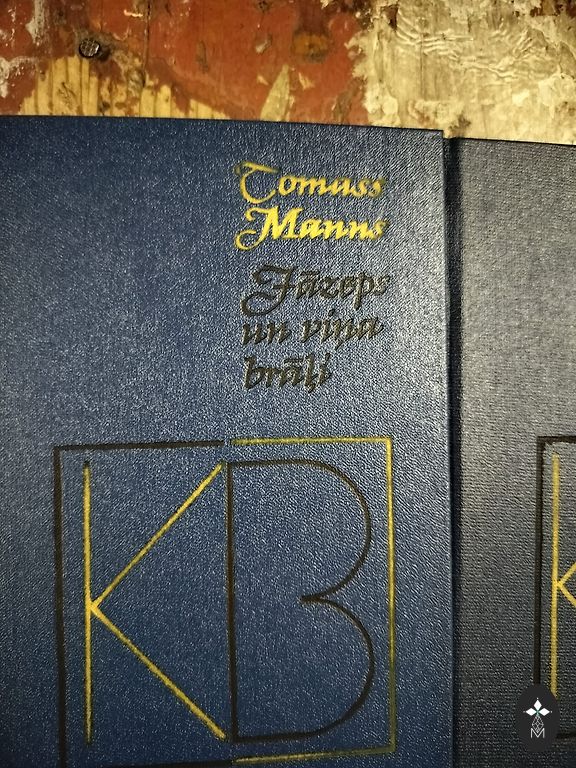 Tomass
Manns
Jāzeps
un viņa
brāļi
KB
K
M